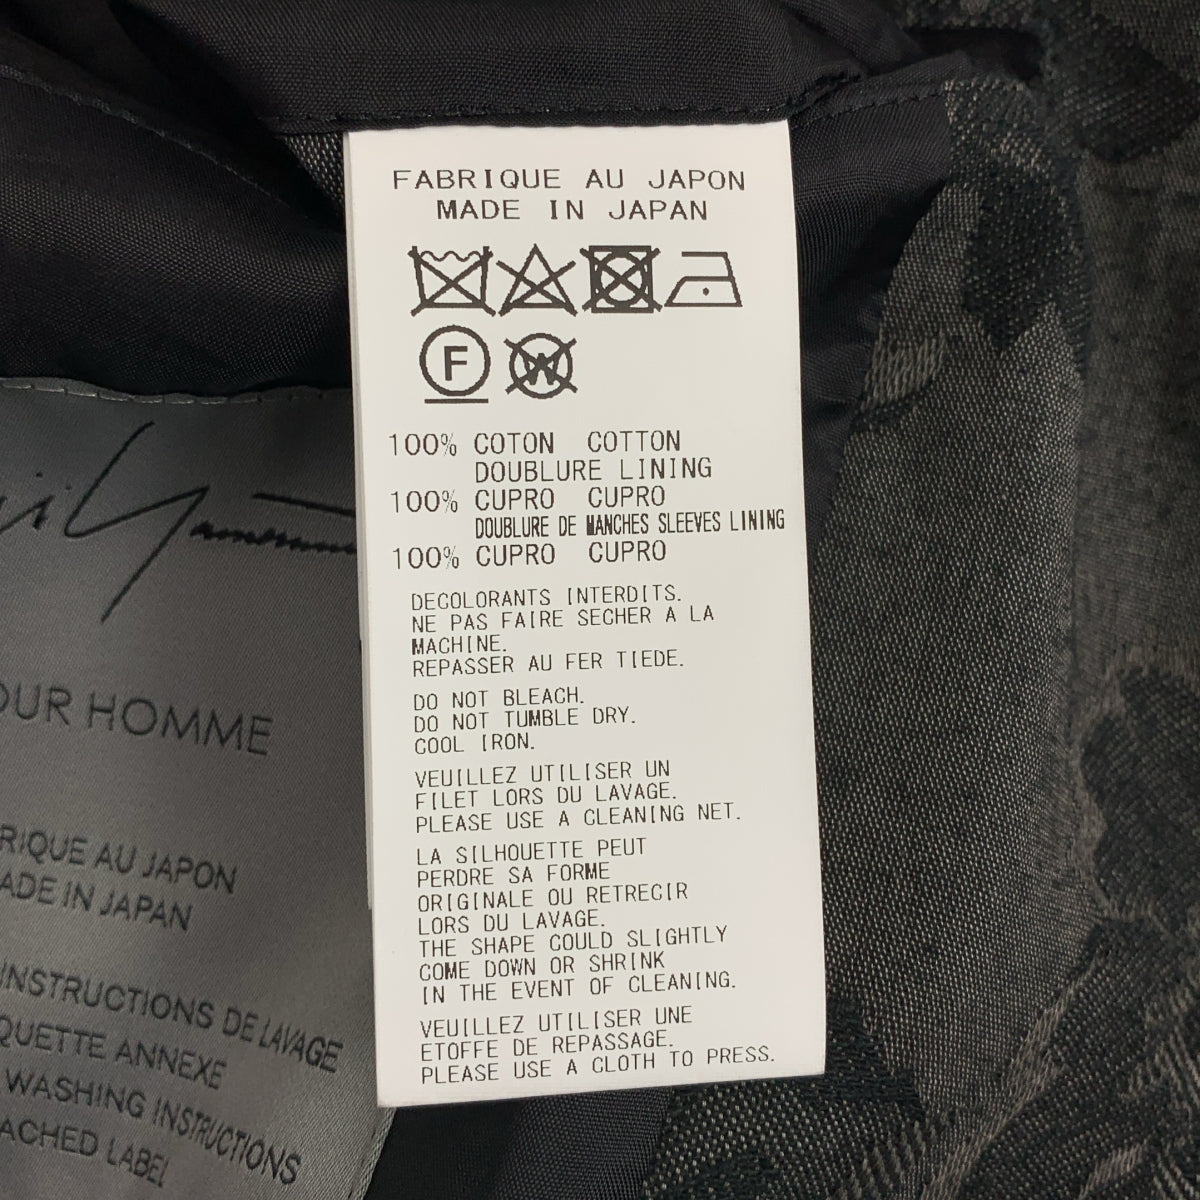 FABRIQUE AU JAPON
MADE IN JAPAN
F
W
100% COTON COTTON
DOUBLURE LINING
100% CUPRO CUPRO
DOUBLURE DE MANCHES SLEEVES LINING
100% CUPRO CUPRO
DECOLORANTS INTERDITS.
NE PAS FAIRE SECHER A LA
MACHINE.
REPASSER AU FER TIEDE.
DO NOT BLEACH.
DO NOT TUMBLE DRY.
COOL IRON.
VEUILLEZ UTILISER UN
FILET LORS DU LAVAGE.
PLEASE USE A CLEANING NET.
LA SILHOUETTE PEUT
PERDRE SA FORME
ORIGINALE OU RETRECIR
LORS DU LAVAGE.
THE SHAPE COULD SLIGHTLY
COME DOWN OR SHRINK
IN THE EVENT OF CLEANING.
VEUILLEZ UTILISER UNE
ETOFFE DE REPASSAGE.
PLEASE USE A CLOTH TO PRESS.
OUR HOMME
RIQUE AU JAPON
ADE IN JAPAN
INSTRUCTIONS DE LAVAGE
QUETTE ANNEXE
WASHING INSTRUCTIONS
ACHED LABEL